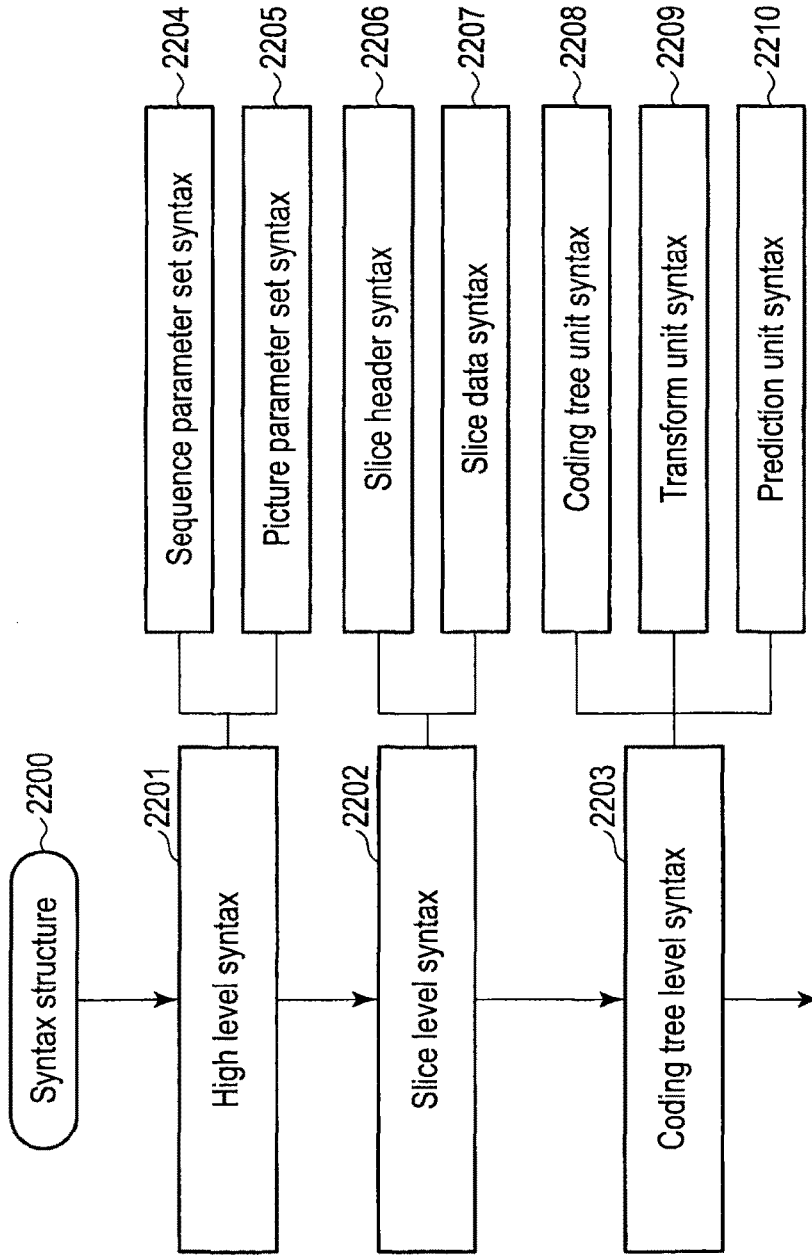 Syntax structure
2200
2201
High level syntax
2204
Sequence parameter set syntax
2205
Picture parameter set syntax
2202
Slice level syntax
2206
Slice header syntax
2207
Slice data syntax
2203
Coding tree level syntax
2208
Coding tree unit syntax
2209
Transform unit syntax
2210
Prediction unit syntax